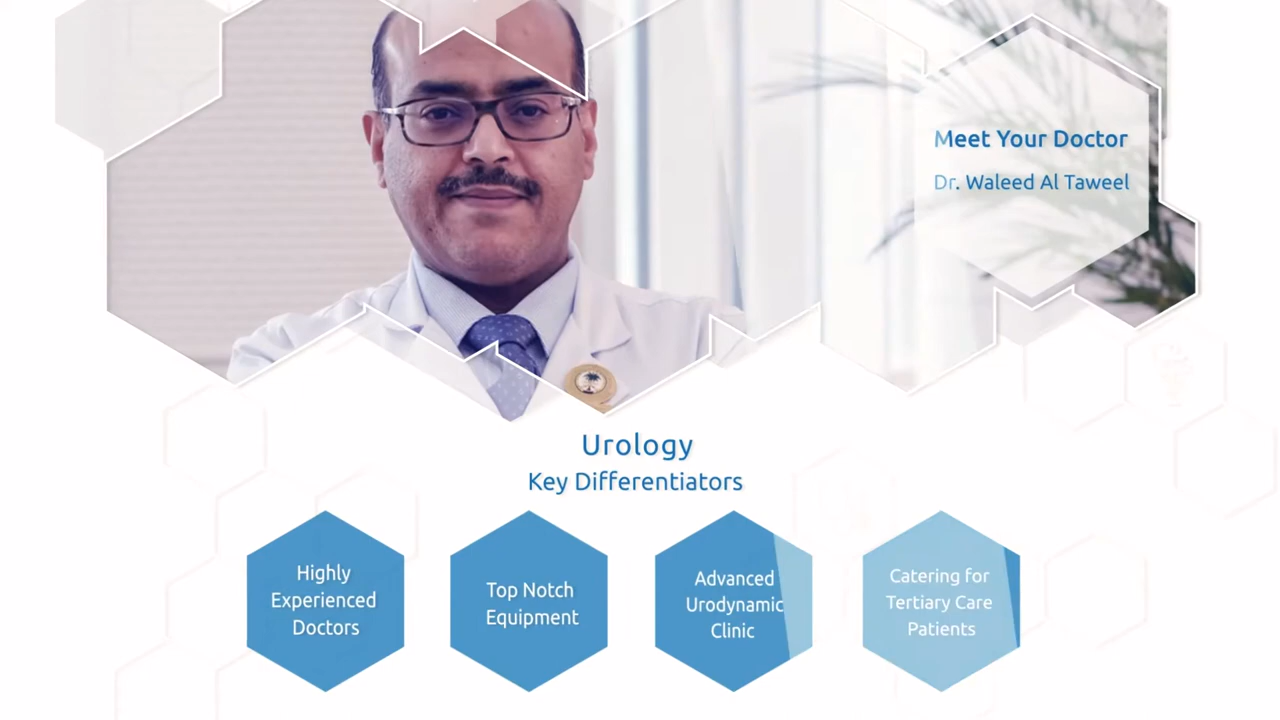 Meet Your Doctor
Dr. Waleed Al Taweel
Urology
Key Differentiators
Highly
Experienced
Doctors
Top Notch
Equipment
Advanced
Urodynamic
Clinic
Catering for
Tertiary Care
Patients